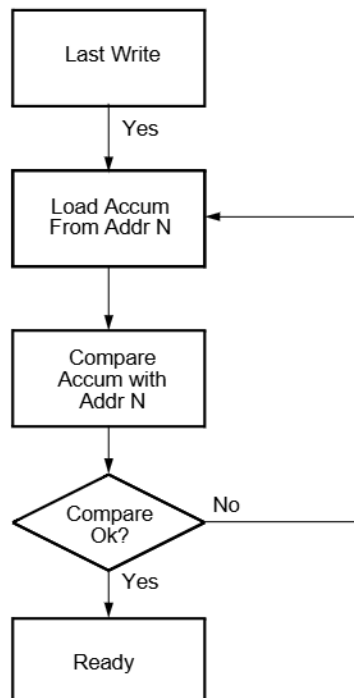 Last Write
Yes
Load Accum
From Addr N
Compare
Accum with
Addr N
Compare
Ok?
No
Yes
Ready